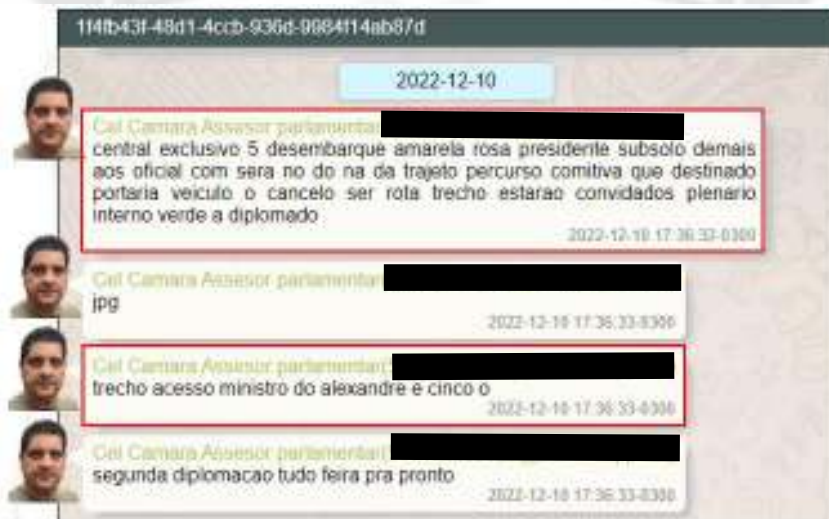 1f4fb43f-48d1-4ccb-936d-9984f14ab87d
2022-12-10
Cel Camara Assesor parlamentar
central exclusivo 5 desembarque amarela rosa presidente subsolo demais
aos oficial com sera no do na da trajeto percurso comitiva que destinado
portaria veiculo o cancelo ser rota trecho estarao convidados plenario
interno verde a diplomado
2022-12-10 17:36:33-0300
Cel Camara Assesor parlamentar
jpg
2022-12-10 17:36:33-0300
Cel Camara Assesor parlamentar
trecho acesso ministro do alexandre e cinco o
2022-12-10 17:36:33-0300
Cel Camara Assesor parlamentar
segunda diplomacao tudo feira pra pronto
2022-12-10 17:36:33-0300